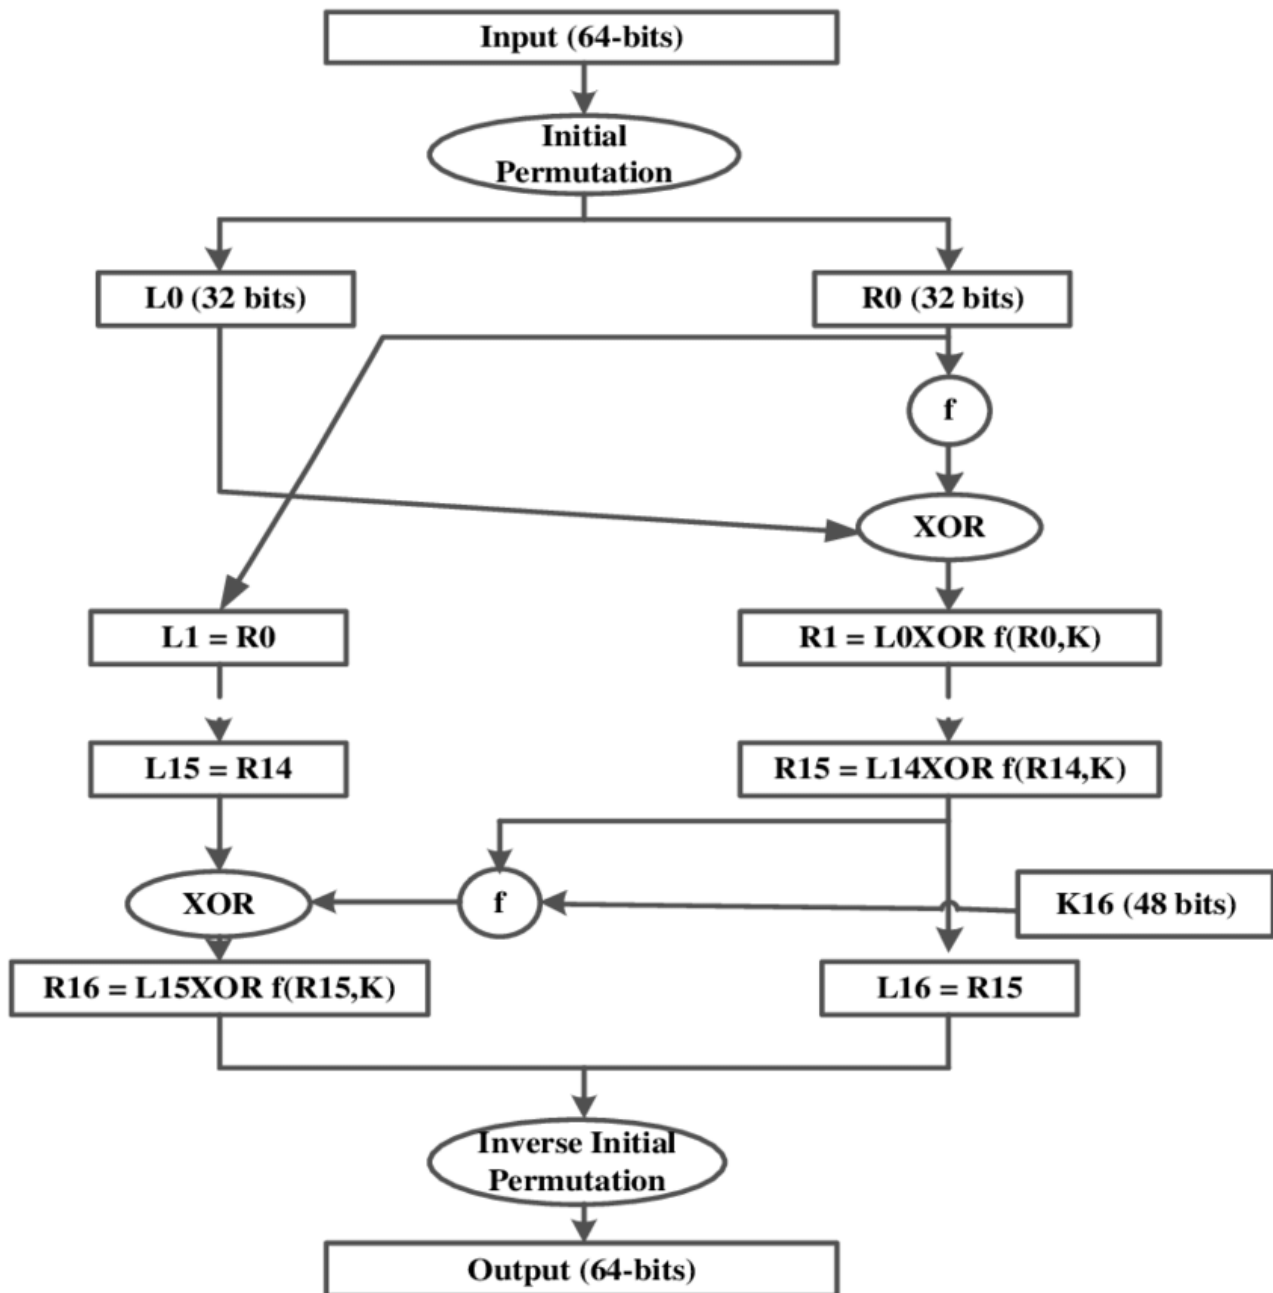 Input (64-bits)
Initial
Permutation
L0 (32 bits)
R0 (32 bits)
f
XOR
L1 = R0
R1 = L0XOR f(R0,K)
L15 = R14
R15 = L14XOR f(R14,K)
XOR
f
K16 (48 bits)
R16 = L15XOR f(R15,K)
L16 = R15
Inverse Initial
Permutation
Output (64-bits)